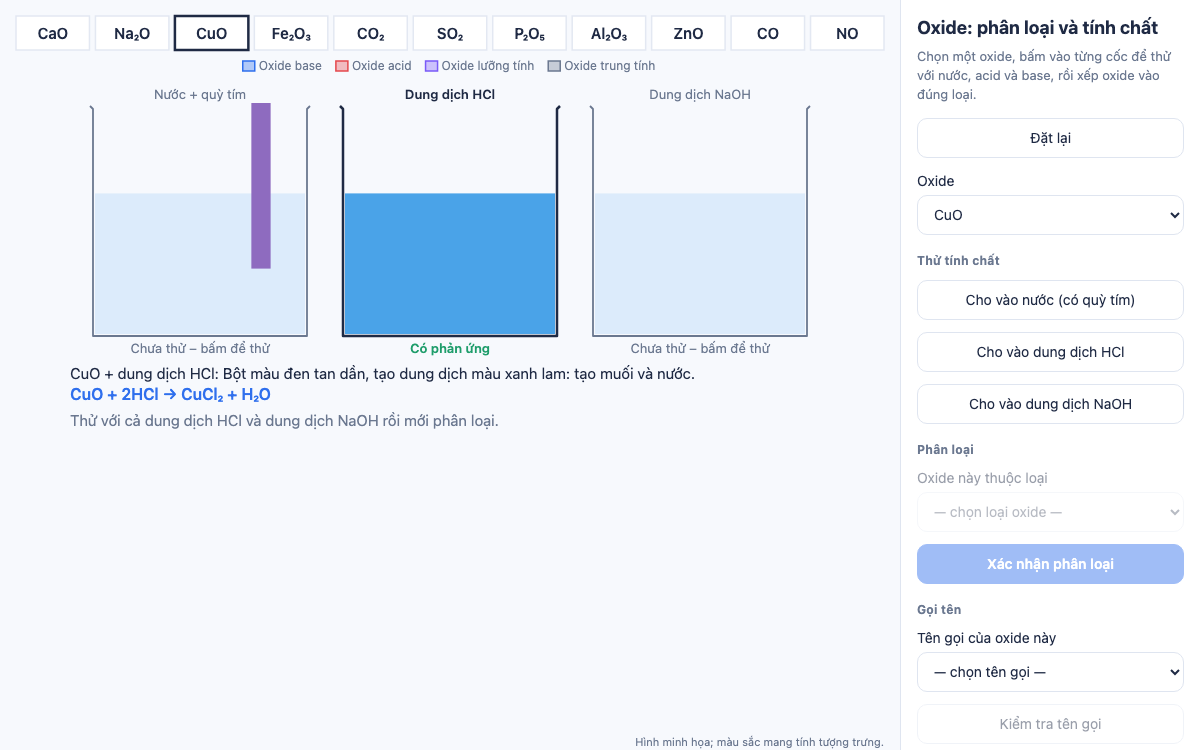 CaO Na₂O CuO Fe₂O₃ CO₂ SO₂ P₂O₅ Al₂O₃ ZnO CO NO
Oxide base Oxide acid Oxide lưỡng tính Oxide trung tính
Nước + quỳ tím Dung dịch HCl Dung dịch NaOH
Chưa thử – bấm để thử Có phản ứng Chưa thử – bấm để thử
CuO + dung dịch HCl: Bột màu đen tan dần, tạo dung dịch màu xanh lam: tạo muối và nước.
CuO + 2HCl → CuCl₂ + H₂O
Thử với cả dung dịch HCl và dung dịch NaOH rồi mới phân loại.
Hình minh họa; màu sắc mang tính tượng trưng.
Oxide: phân loại và tính chất
Chọn một oxide, bấm vào từng cốc để thử
với nước, acid và base, rồi xếp oxide vào
đúng loại.
Đặt lại
Oxide
CuO
Thử tính chất
Cho vào nước (có quỳ tím)
Cho vào dung dịch HCl
Cho vào dung dịch NaOH
Phân loại
Oxide này thuộc loại
— chọn loại oxide —
Xác nhận phân loại
Gọi tên
Tên gọi của oxide này
— chọn tên gọi —
Kiểm tra tên gọi